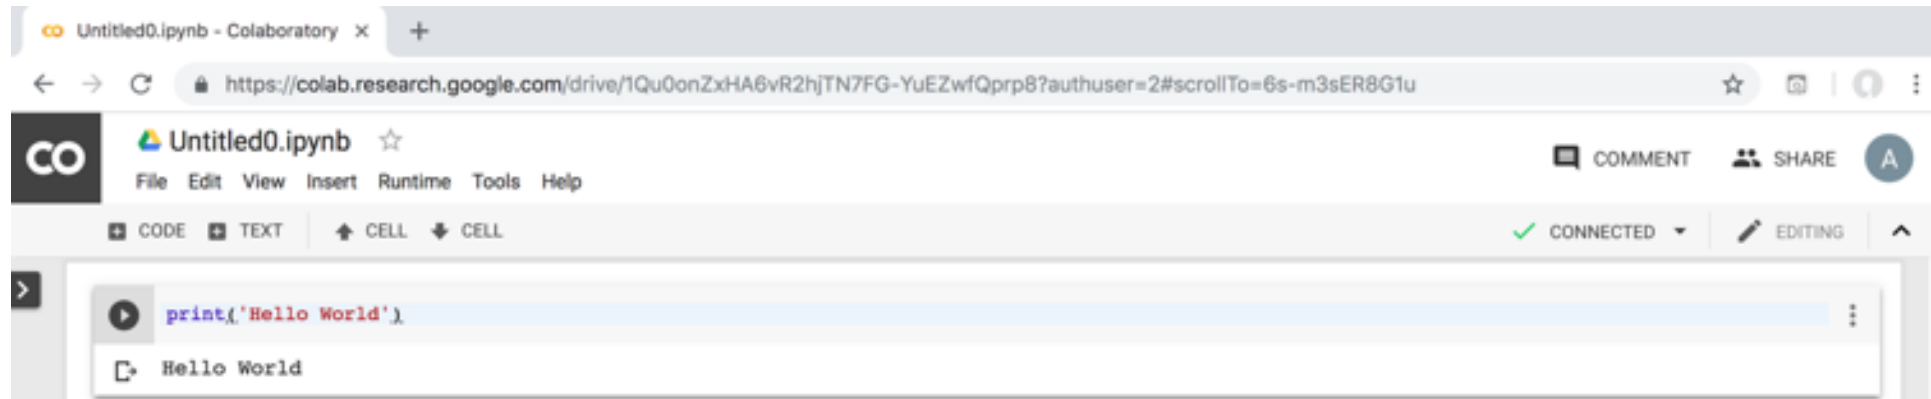 CO Untitled0.ipynb - Colaboratory × +
https://colab.research.google.com/drive/1Qu0onZxHA6vR2hjTN7FG-YuEZwfQprp8?authuser=2#scrollTo=6s-m3sER8G1u
CO Untitled0.ipynb
COMMENT SHARE A
File Edit View Insert Runtime Tools Help
CODE TEXT CELL CELL CONNECTED EDITING
print('Hello World')
Hello World